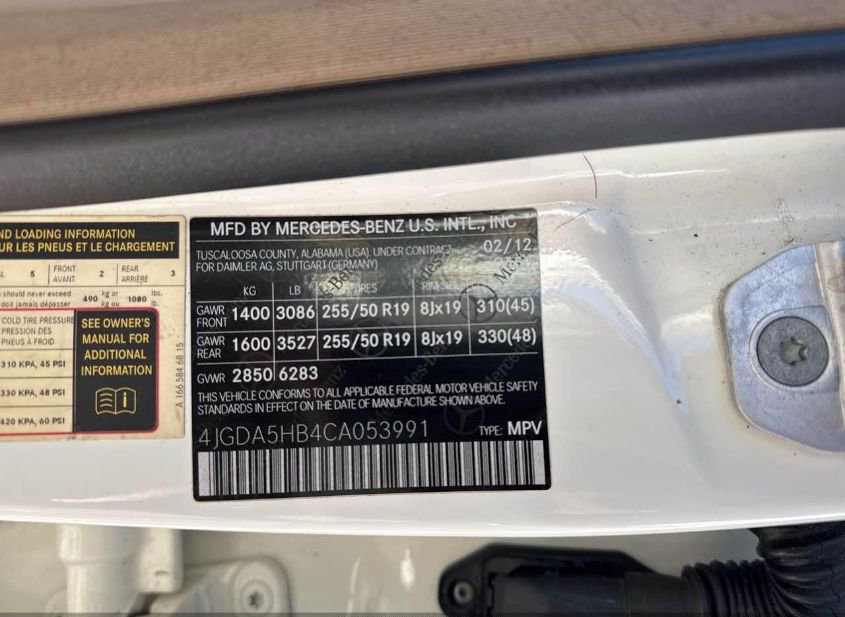 ND LOADING INFORMATION
UR LES PNEUS ET LE CHARGEMENT
L 5 FRONT AVANT 2 REAR ARRIÈRE 3
should never exceed
doit jamais dépasser 490 kg or kg ou 1080 lbs. lb.
COLD TIRE PRESSURE
PRESSION DES
PNEUS À FROID
310 KPA, 45 PSI
330 KPA, 48 PSI
420 KPA, 60 PSI
SEE OWNER'S
MANUAL FOR
ADDITIONAL
INFORMATION
A 166 584 68 15
MFD BY MERCEDES-BENZ U.S. INTL., INC
TUSCALOOSA COUNTY, ALABAMA (USA), UNDER CONTRACT 02/12
FOR DAIMLER AG, STUTTGART (GERMANY)
KG LB TIRES RIM SIZE
GAWR FRONT 1400 3086 255/50 R19 8Jx19 310(45)
GAWR REAR 1600 3527 255/50 R19 8Jx19 330(48)
GVWR 2850 6283
THIS VEHICLE CONFORMS TO ALL APPLICABLE FEDERAL MOTOR VEHICLE SAFETY
STANDARDS IN EFFECT ON THE DATE OF MANUFACTURE SHOWN ABOVE.
4JGDA5HB4CA053991 TYPE: MPV